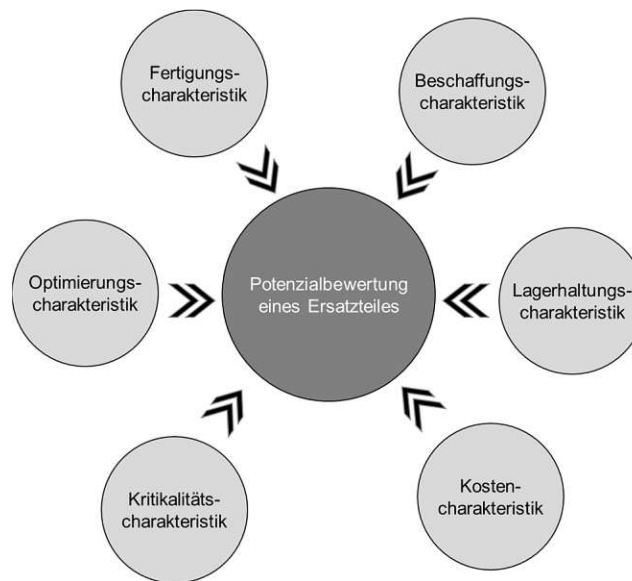 Fertigungs-
charakteristik
Beschaffungs-
charakteristik
Optimierungs-
charakteristik
Potenzialbewertung
eines Ersatzteiles
Lagerhaltungs-
charakteristik
Kritikalitäts-
charakteristik
Kosten-
charakteristik